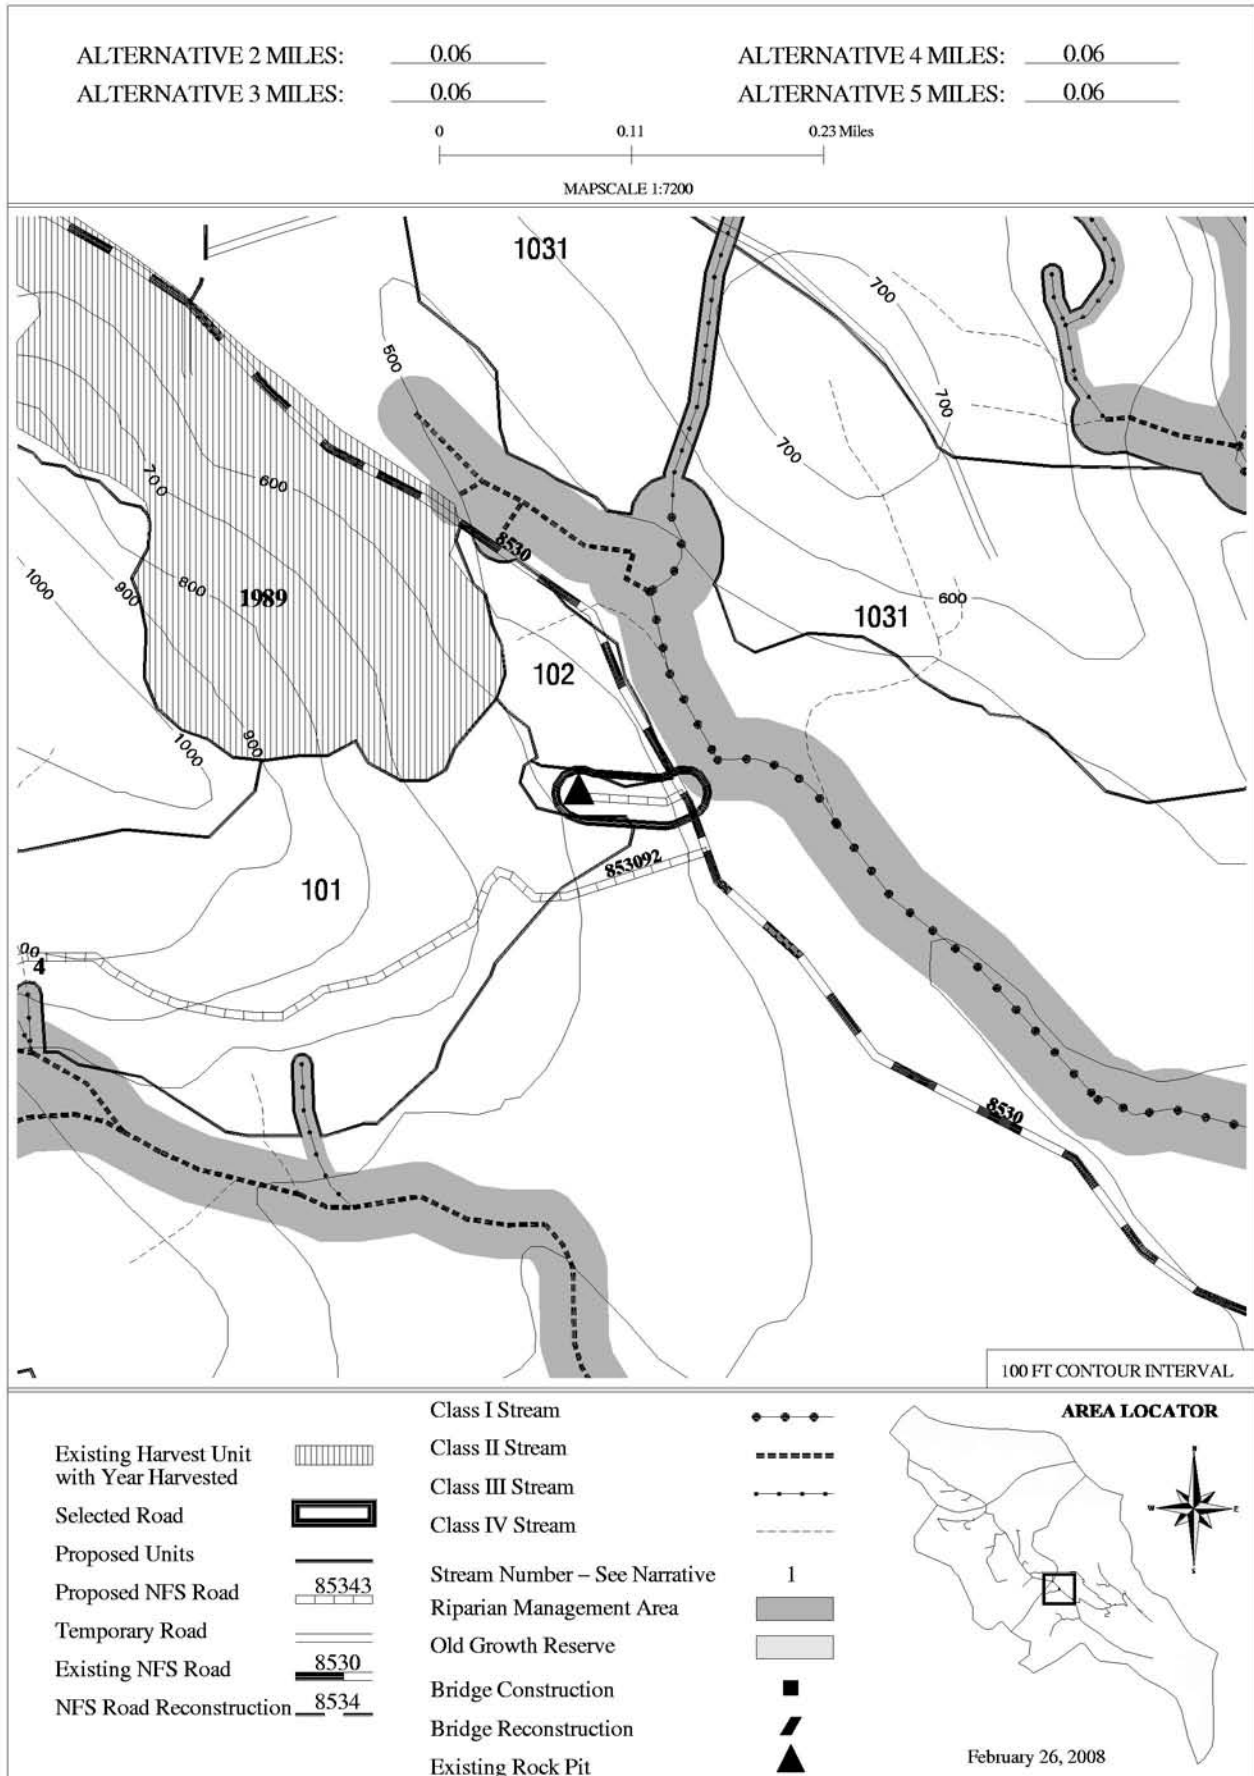 ALTERNATIVE 2 MILES: 0.06 ALTERNATIVE 4 MILES: 0.06
ALTERNATIVE 3 MILES: 0.06 ALTERNATIVE 5 MILES: 0.06
0 0.11 0.23 Miles
MAPSCALE 1:7200
1031
700
500
700
700
700
600
1000
900
800
1989
8530
600
1031
102
1000
900
853092
101
00
4
8530
100 FT CONTOUR INTERVAL
Existing Harvest Unit
with Year Harvested
Selected Road
Proposed Units
Proposed NFS Road 85343
Temporary Road
Existing NFS Road 8530
NFS Road Reconstruction 8534
Class I Stream
Class II Stream
Class III Stream
Class IV Stream
Stream Number – See Narrative 1
Riparian Management Area
Old Growth Reserve
Bridge Construction
Bridge Reconstruction
Existing Rock Pit
AREA LOCATOR
N
W E
S
February 26, 2008